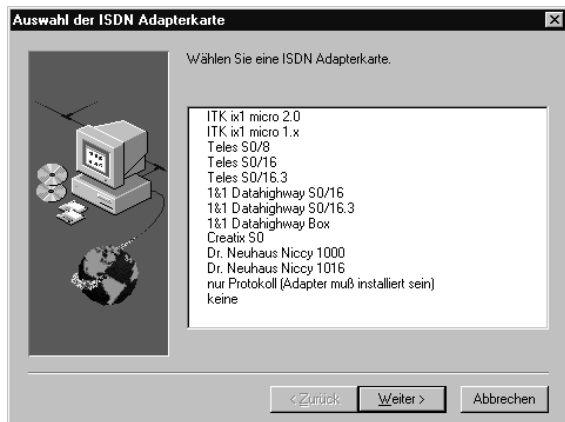 Auswahl der ISDN Adapterkarte
Wählen Sie eine ISDN Adapterkarte.
ITK ix1 micro 2.0
ITK ix1 micro 1.x
Teles S0/8
Teles S0/16
Teles S0/16.3
1&1 Datahighway S0/16
1&1 Datahighway S0/16.3
1&1 Datahighway Box
Creatix S0
Dr. Neuhaus Niccy 1000
Dr. Neuhaus Niccy 1016
nur Protokoll (Adapter muß installiert sein)
keine
< Zurück Weiter > Abbrechen